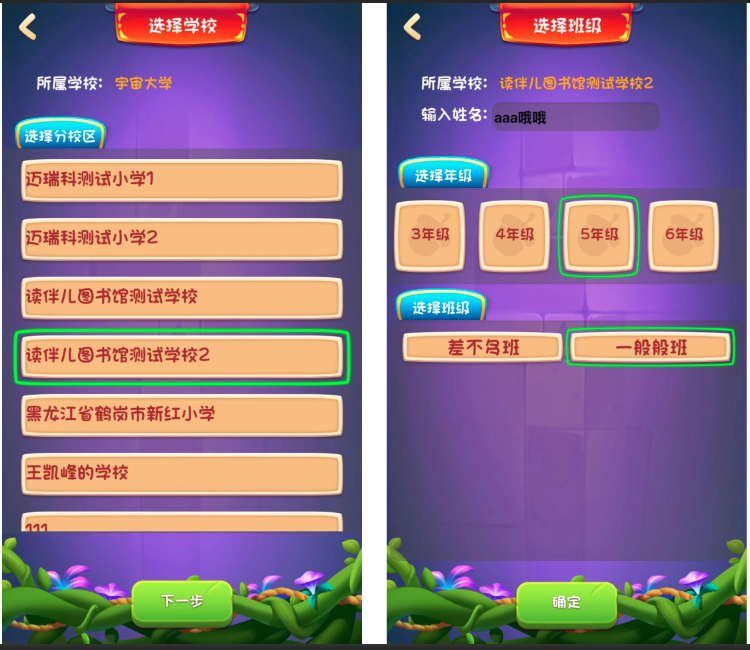 选择学校
所属学校: 宇宙大学
选择分校区
迈瑞科测试小学1
迈瑞科测试小学2
读伴儿图书馆测试学校
读伴儿图书馆测试学校2
黑龙江省鹤岗市新红小学
王凯峰的学校
111
下一步
选择班级
所属学校: 读伴儿图书馆测试学校2
输入姓名: aaa哦哦
选择年级
3年级 4年级 5年级 6年级
选择班级
差不多班 一般般班
确定